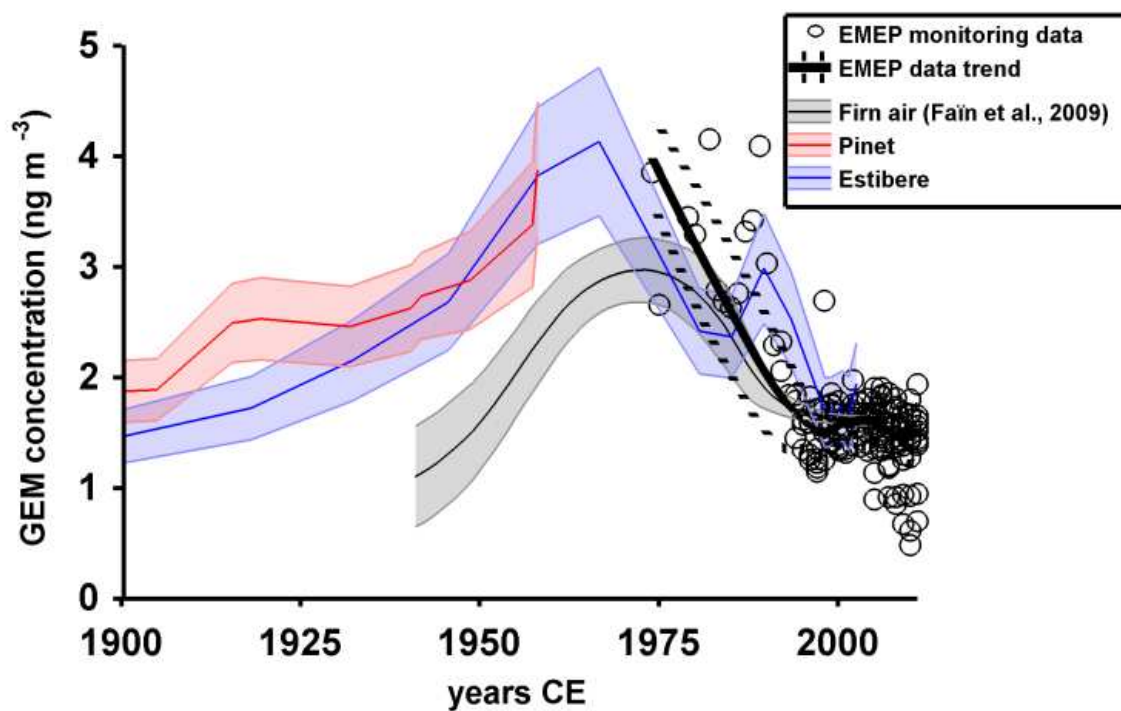 EMEP monitoring data
EMEP data trend
Firn air (Faïn et al., 2009)
Pinet
Estibere
GEM concentration (ng m -3)
5
4
3
2
1
0
1900 1925 1950 1975 2000
years CE